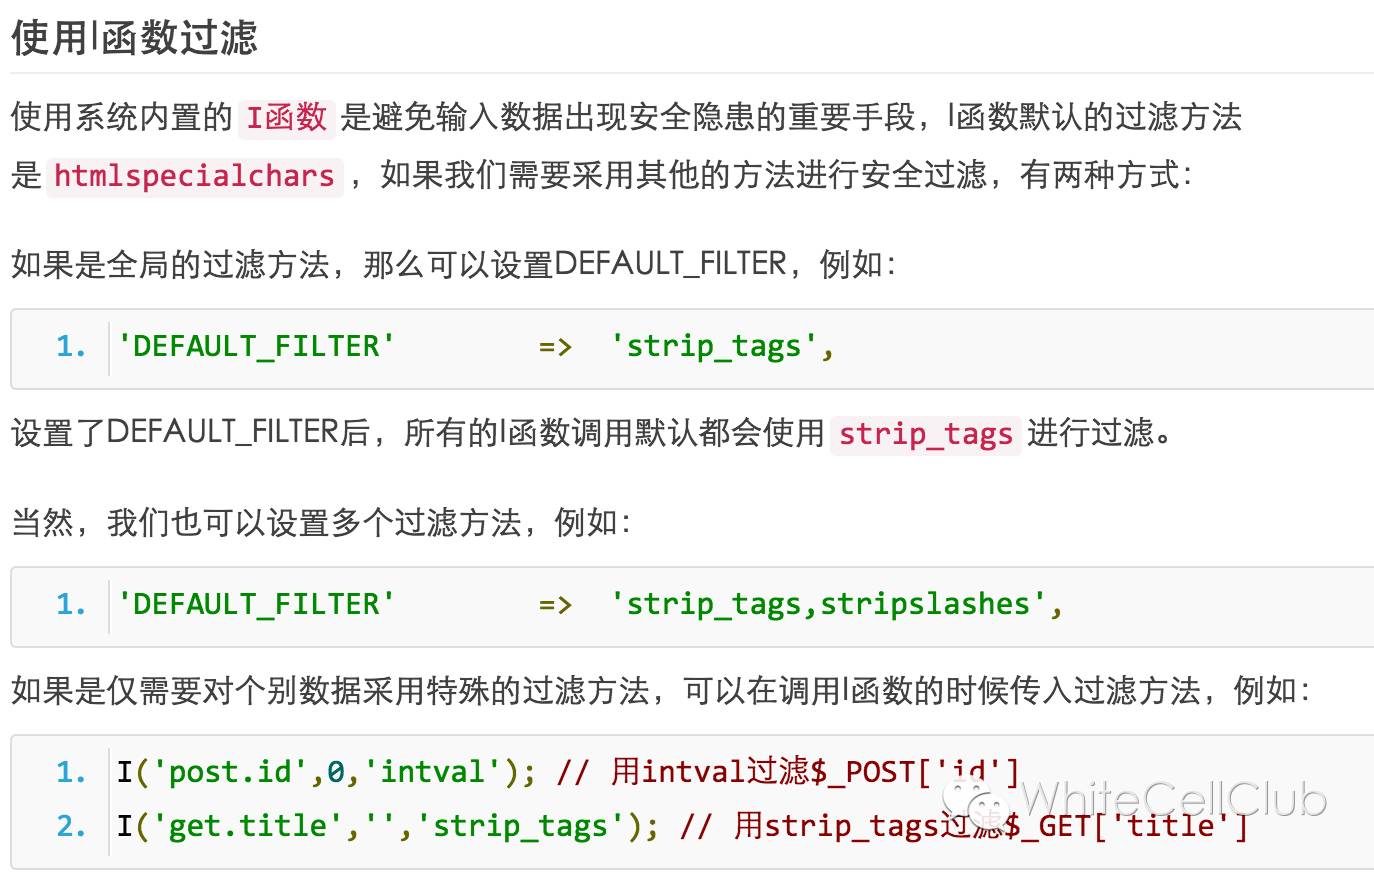 使用I函数过滤
使用系统内置的 I函数 是避免输入数据出现安全隐患的重要手段，I函数默认的过滤方法
是 htmlspecialchars ，如果我们需要采用其他的方法进行安全过滤，有两种方式：
如果是全局的过滤方法，那么可以设置DEFAULT_FILTER，例如：
1. 'DEFAULT_FILTER'        =>  'strip_tags',
设置了DEFAULT_FILTER后，所有的I函数调用默认都会使用 strip_tags 进行过滤。
当然，我们也可以设置多个过滤方法，例如：
1. 'DEFAULT_FILTER'        =>  'strip_tags,stripslashes',
如果是仅需要对个别数据采用特殊的过滤方法，可以在调用I函数的时候传入过滤方法，例如：
1. I('post.id',0,'intval'); // 用intval过滤$_POST['id']
2. I('get.title','','strip_tags'); // 用strip_tags过滤$_GET['title']
WhiteCellClub